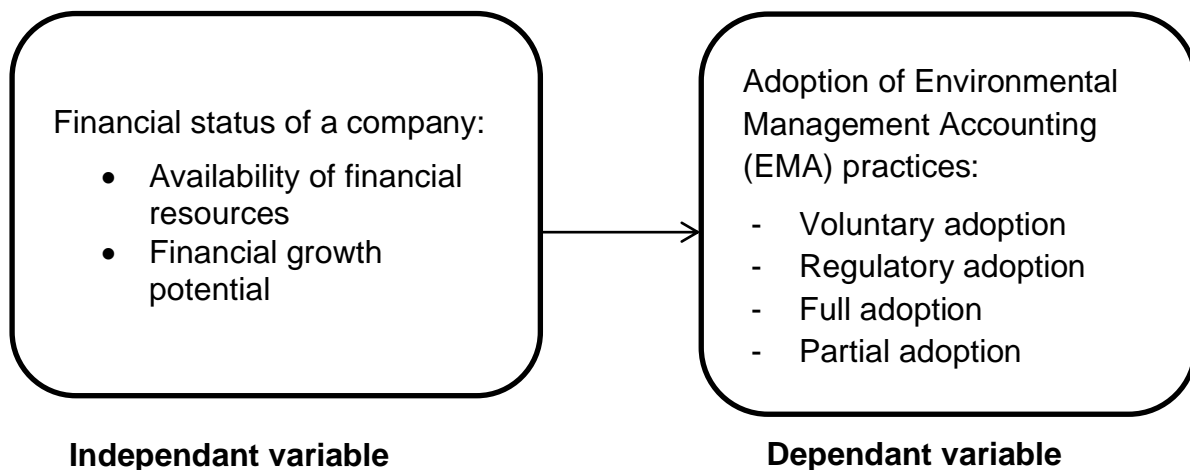 Financial status of a company:
• Availability of financial
resources
• Financial growth
potential
Independant variable
Adoption of Environmental
Management Accounting
(EMA) practices:
- Voluntary adoption
- Regulatory adoption
- Full adoption
- Partial adoption
Dependant variable